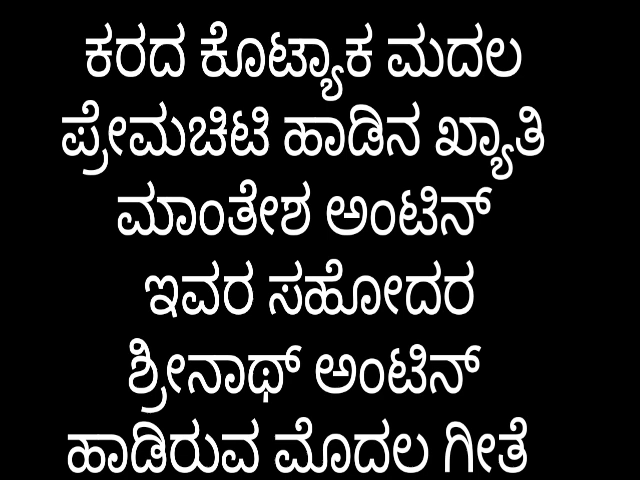 ಕರದ ಕೊಟ್ಯಾಕ ಮದಲ
ಪ್ರೇಮಚಿಟಿ ಹಾಡಿನ ಖ್ಯಾತಿ
ಮಾಂತೇಶ ಅಂಟಿನ್
ಇವರ ಸಹೋದರ
ಶ್ರೀನಾಥ್ ಅಂಟಿನ್
ಹಾಡಿರುವ ಮೊದಲ ಗೀತೆ